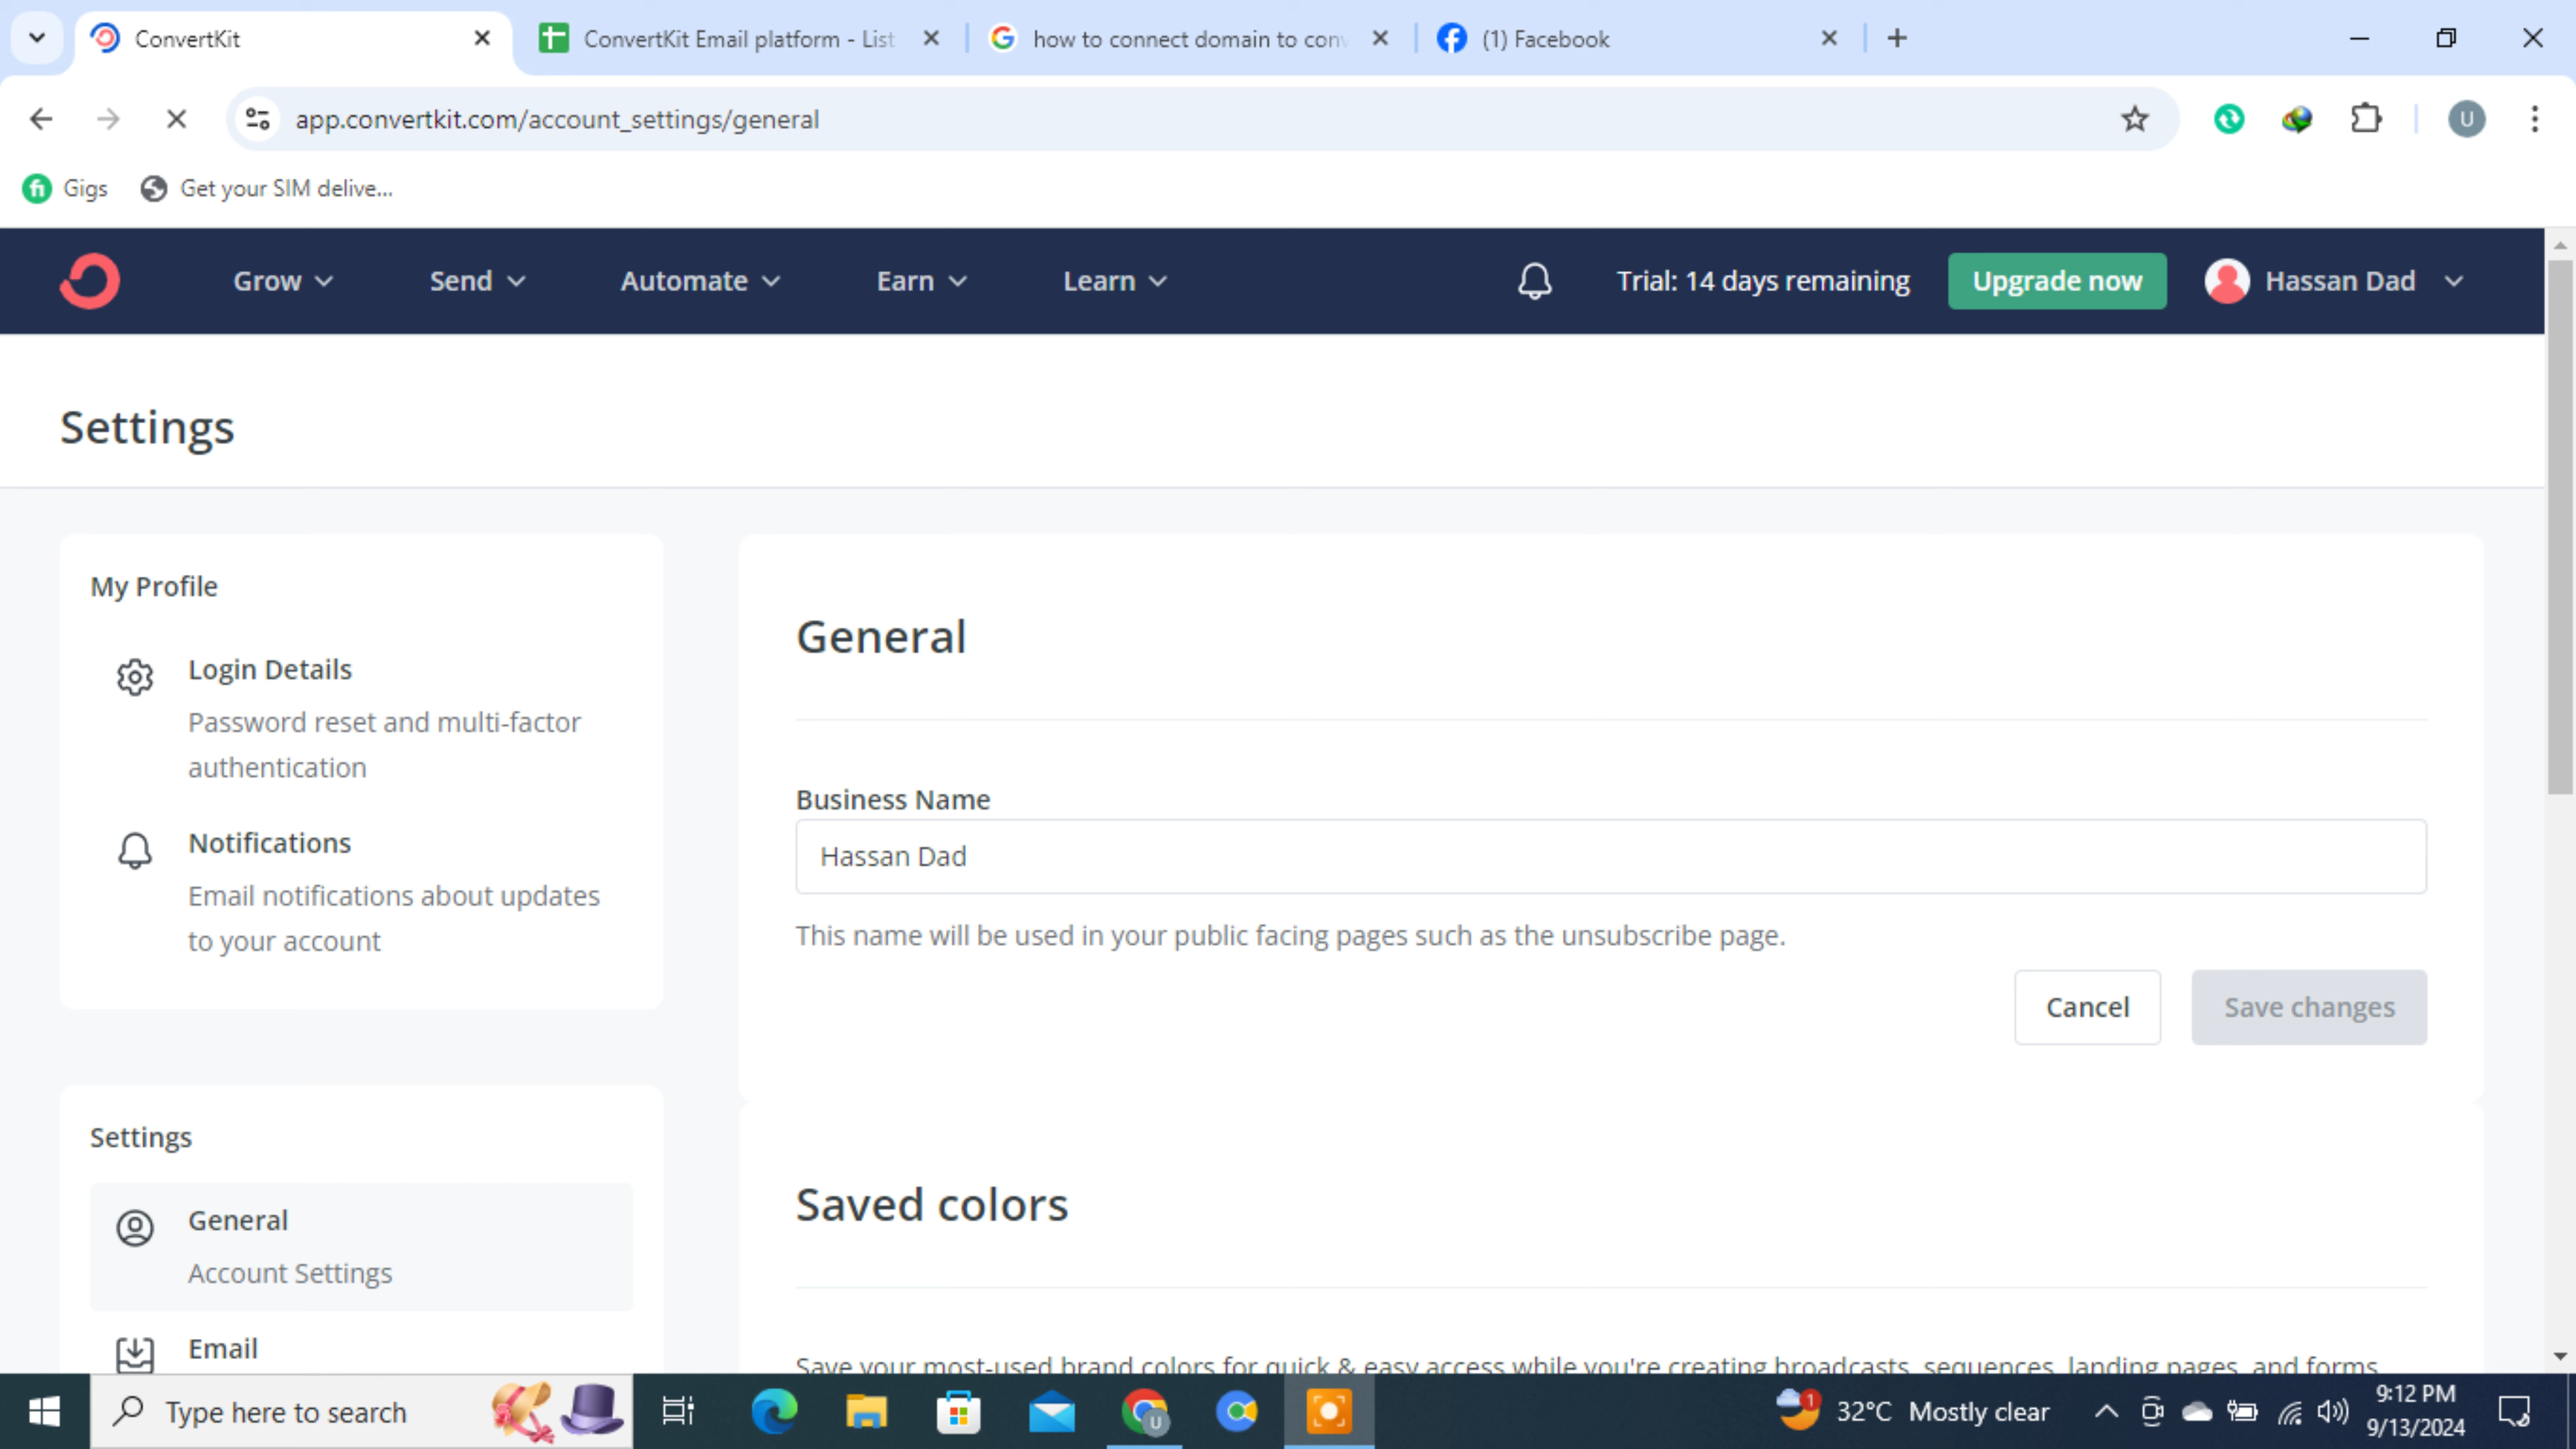 ConvertKit
ConvertKit Email platform - List
how to connect domain to conv
(1) Facebook
app.convertkit.com/account_settings/general
U
Gigs
Get your SIM delive...
Grow
Send
Automate
Earn
Learn
Trial: 14 days remaining
Upgrade now
Hassan Dad
Settings
My Profile
Login Details
Password reset and multi-factor
authentication
Notifications
Email notifications about updates
to your account
Settings
General
Account Settings
Email
General
Business Name
Hassan Dad
This name will be used in your public facing pages such as the unsubscribe page.
Cancel
Save changes
Saved colors
Save your most-used brand colors for quick & easy access while you're creating broadcasts, sequences, landing pages, and forms
Type here to search
U
1
32°C Mostly clear
9:12 PM
9/13/2024